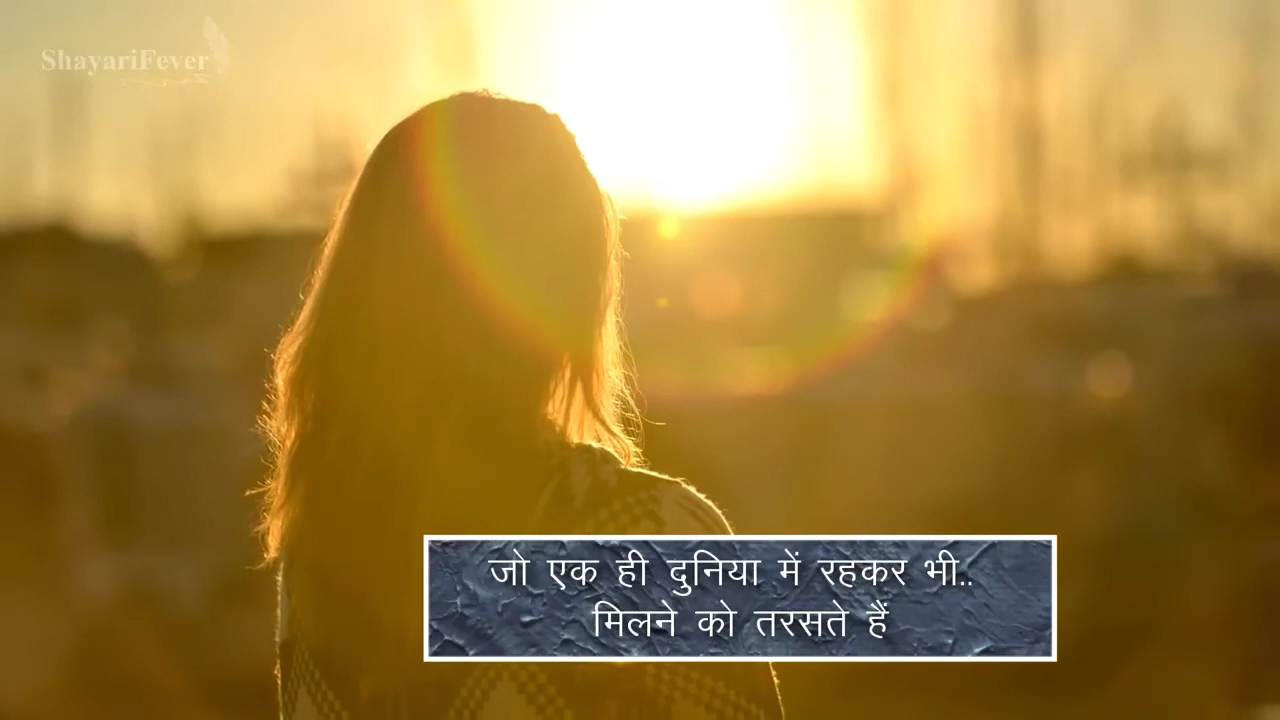 ShayariFever
जो एक ही दुनिया में रहकर भी..
मिलने को तरसते हैं